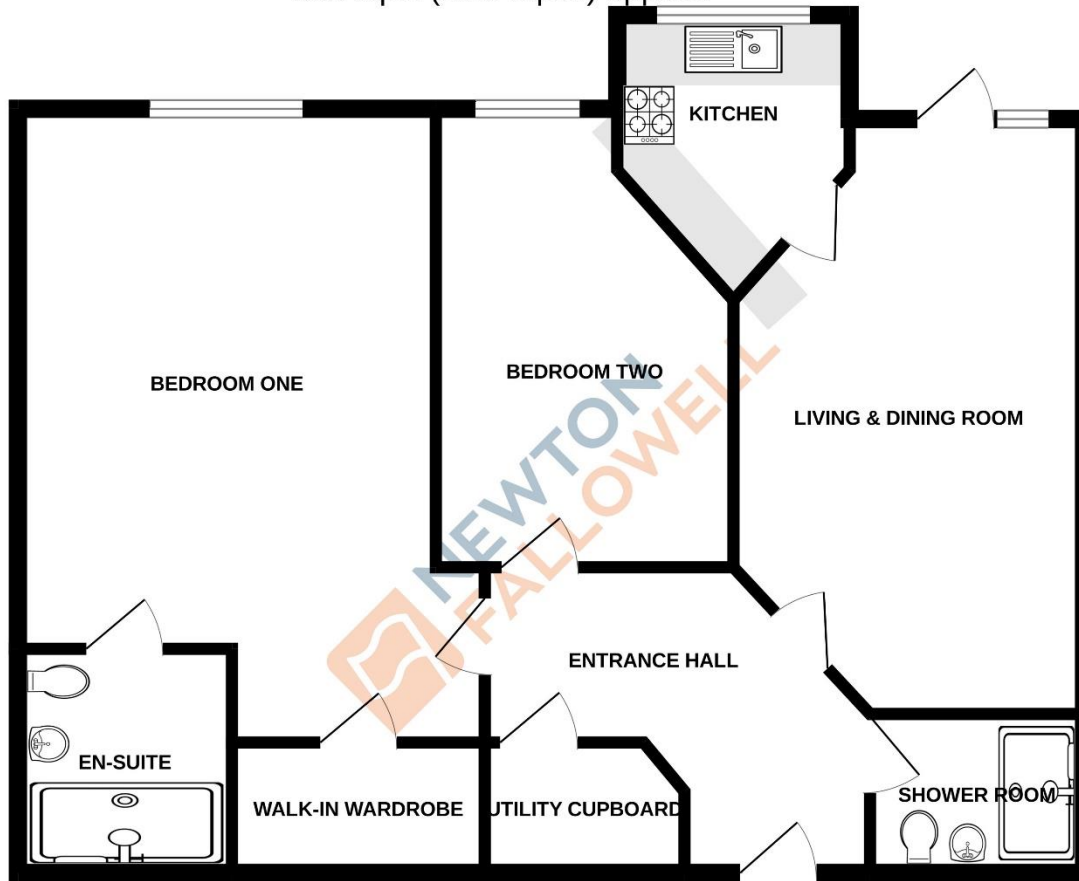 KITCHEN
BEDROOM ONE
BEDROOM TWO
LIVING & DINING ROOM
NEWTON
FALLOWELL
ENTRANCE HALL
EN-SUITE
WALK-IN WARDROBE
UTILITY CUPBOARD
SHOWER ROOM